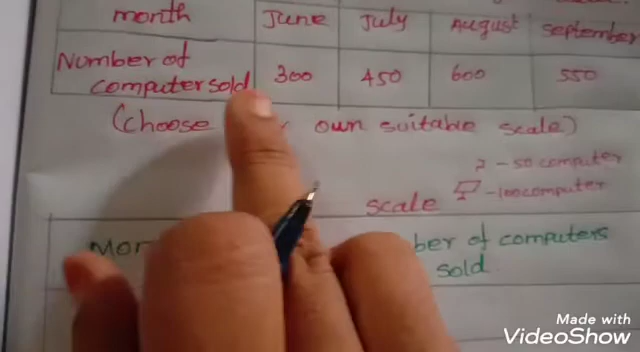 month June July August September
Number of computer sold 300 450 600 550
(choose own suitable scale)
- 50 computer
scale - 100 computer
Mon ber of computers
sold
Made with
VideoShow